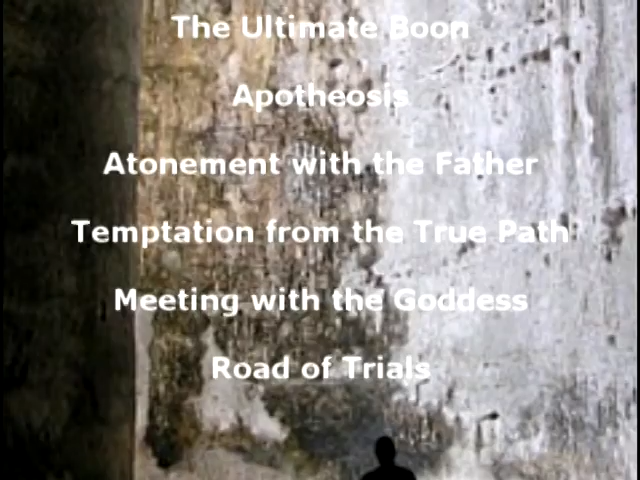 The Ultimate Boon
Apotheosis
Atonement with the Father
Temptation from the True Path
Meeting with the Goddess
Road of Trials